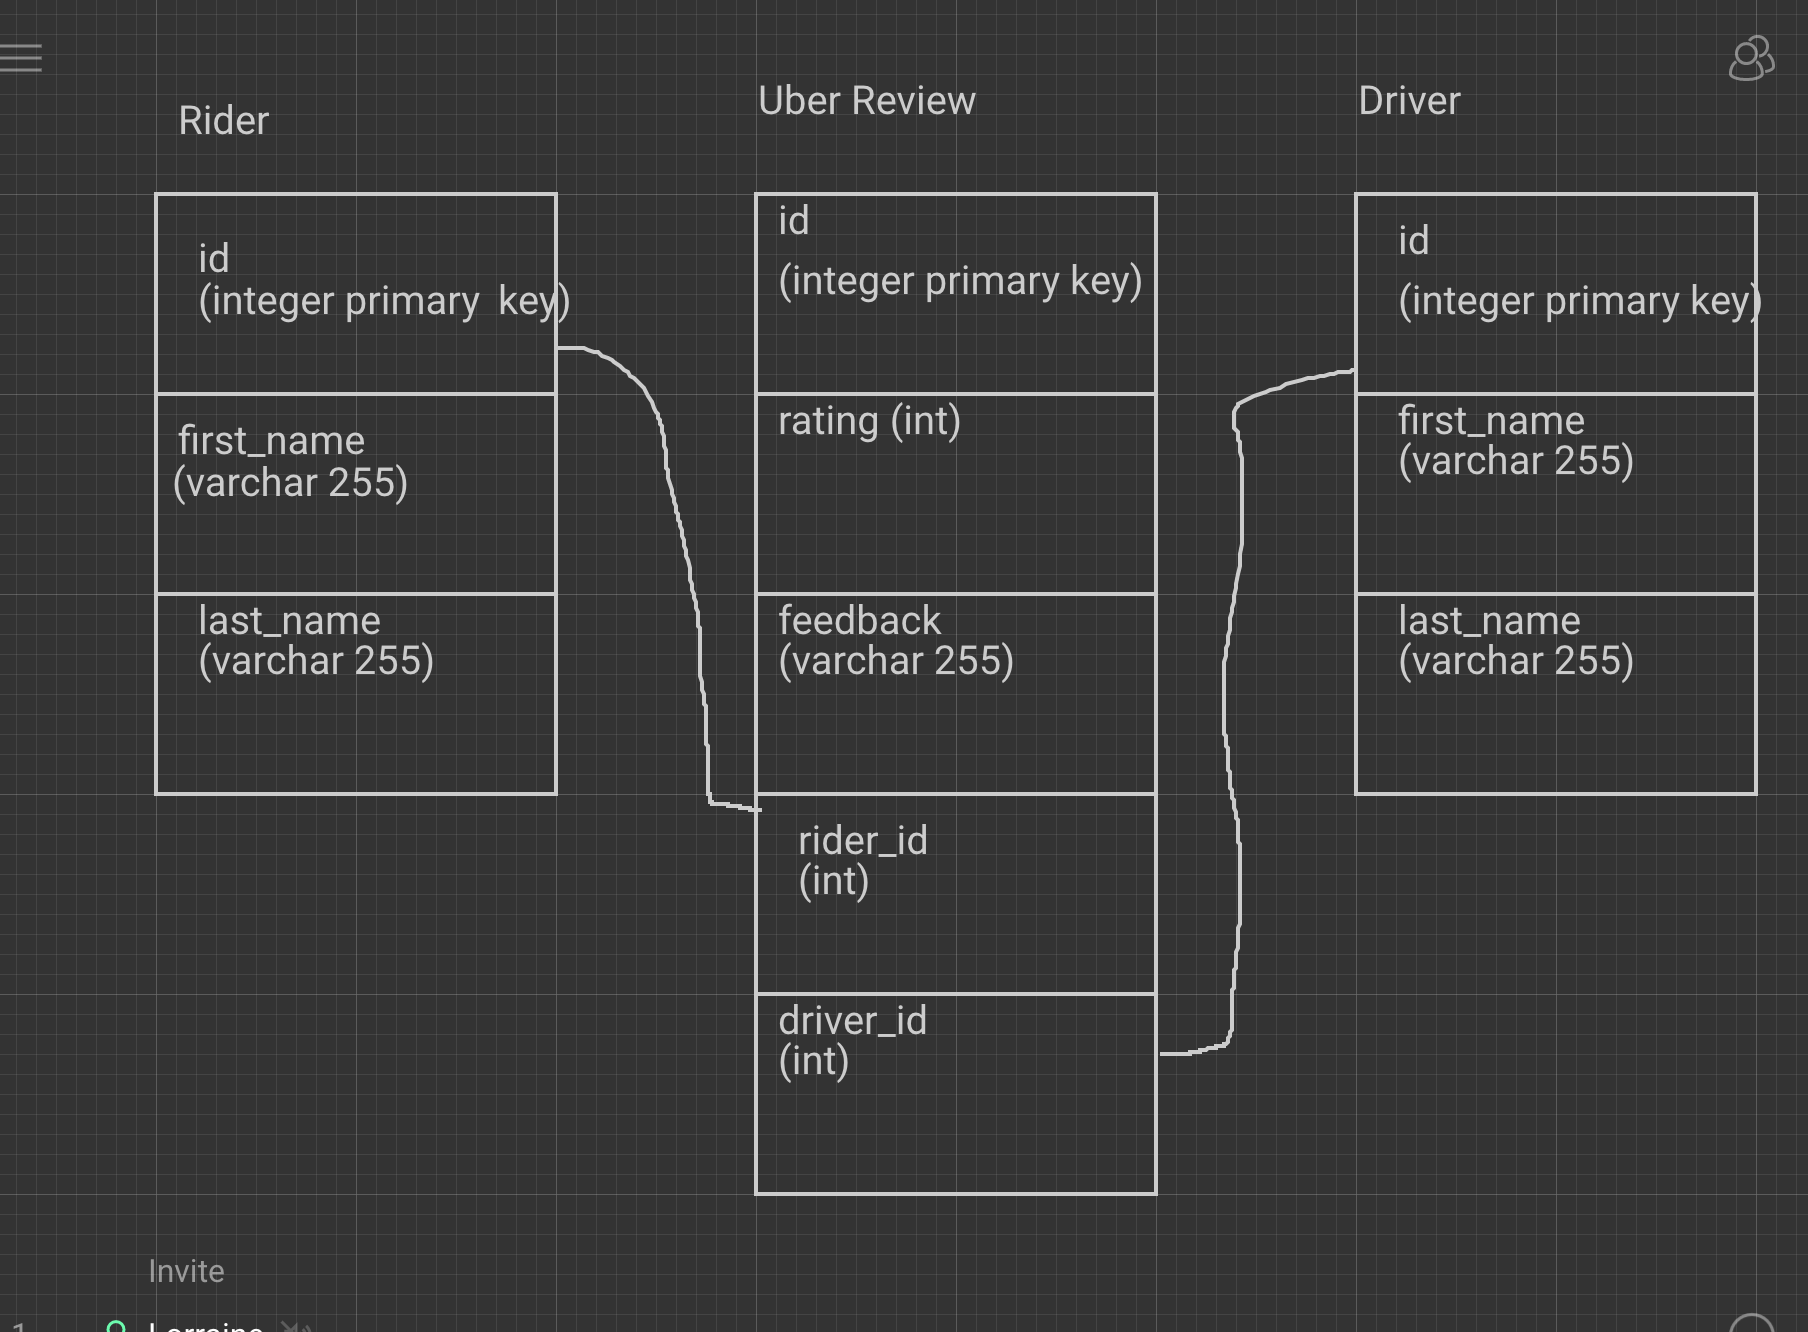 Rider
id
(integer primary key)
first_name
(varchar 255)
last_name
(varchar 255)
Uber Review
id
(integer primary key)
rating (int)
feedback
(varchar 255)
rider_id
(int)
driver_id
(int)
Driver
id
(integer primary key)
first_name
(varchar 255)
last_name
(varchar 255)
Invite
1 Lorraine